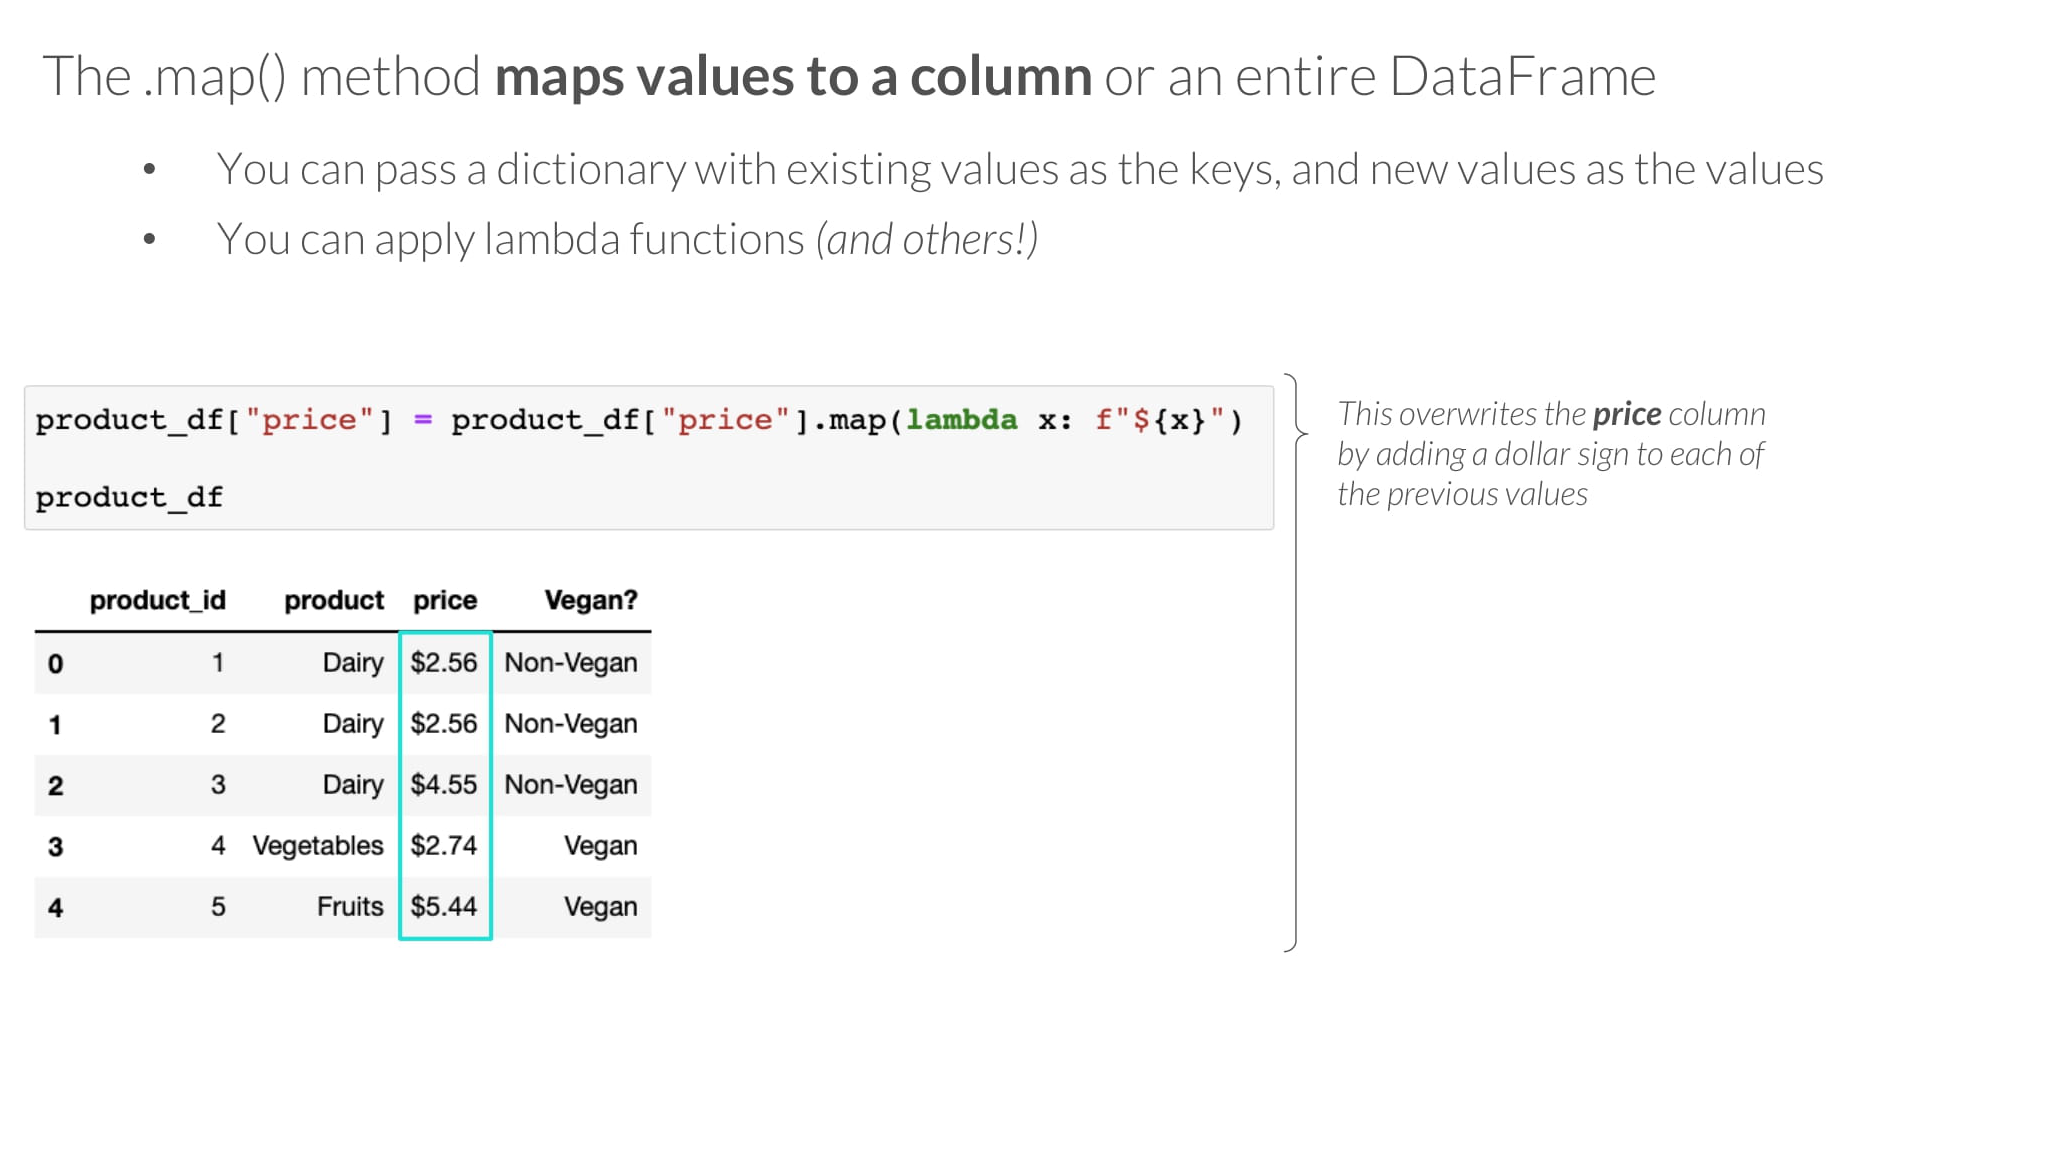 The .map() method maps values to a column or an entire DataFrame
• You can pass a dictionary with existing values as the keys, and new values as the values
• You can apply lambda functions (and others!)
product_df["price"] = product_df["price"].map(lambda x: f"${x}")
product_df
This overwrites the price column
by adding a dollar sign to each of
the previous values
product_id product price Vegan?
0 1 Dairy $2.56 Non-Vegan
1 2 Dairy $2.56 Non-Vegan
2 3 Dairy $4.55 Non-Vegan
3 4 Vegetables $2.74 Vegan
4 5 Fruits $5.44 Vegan